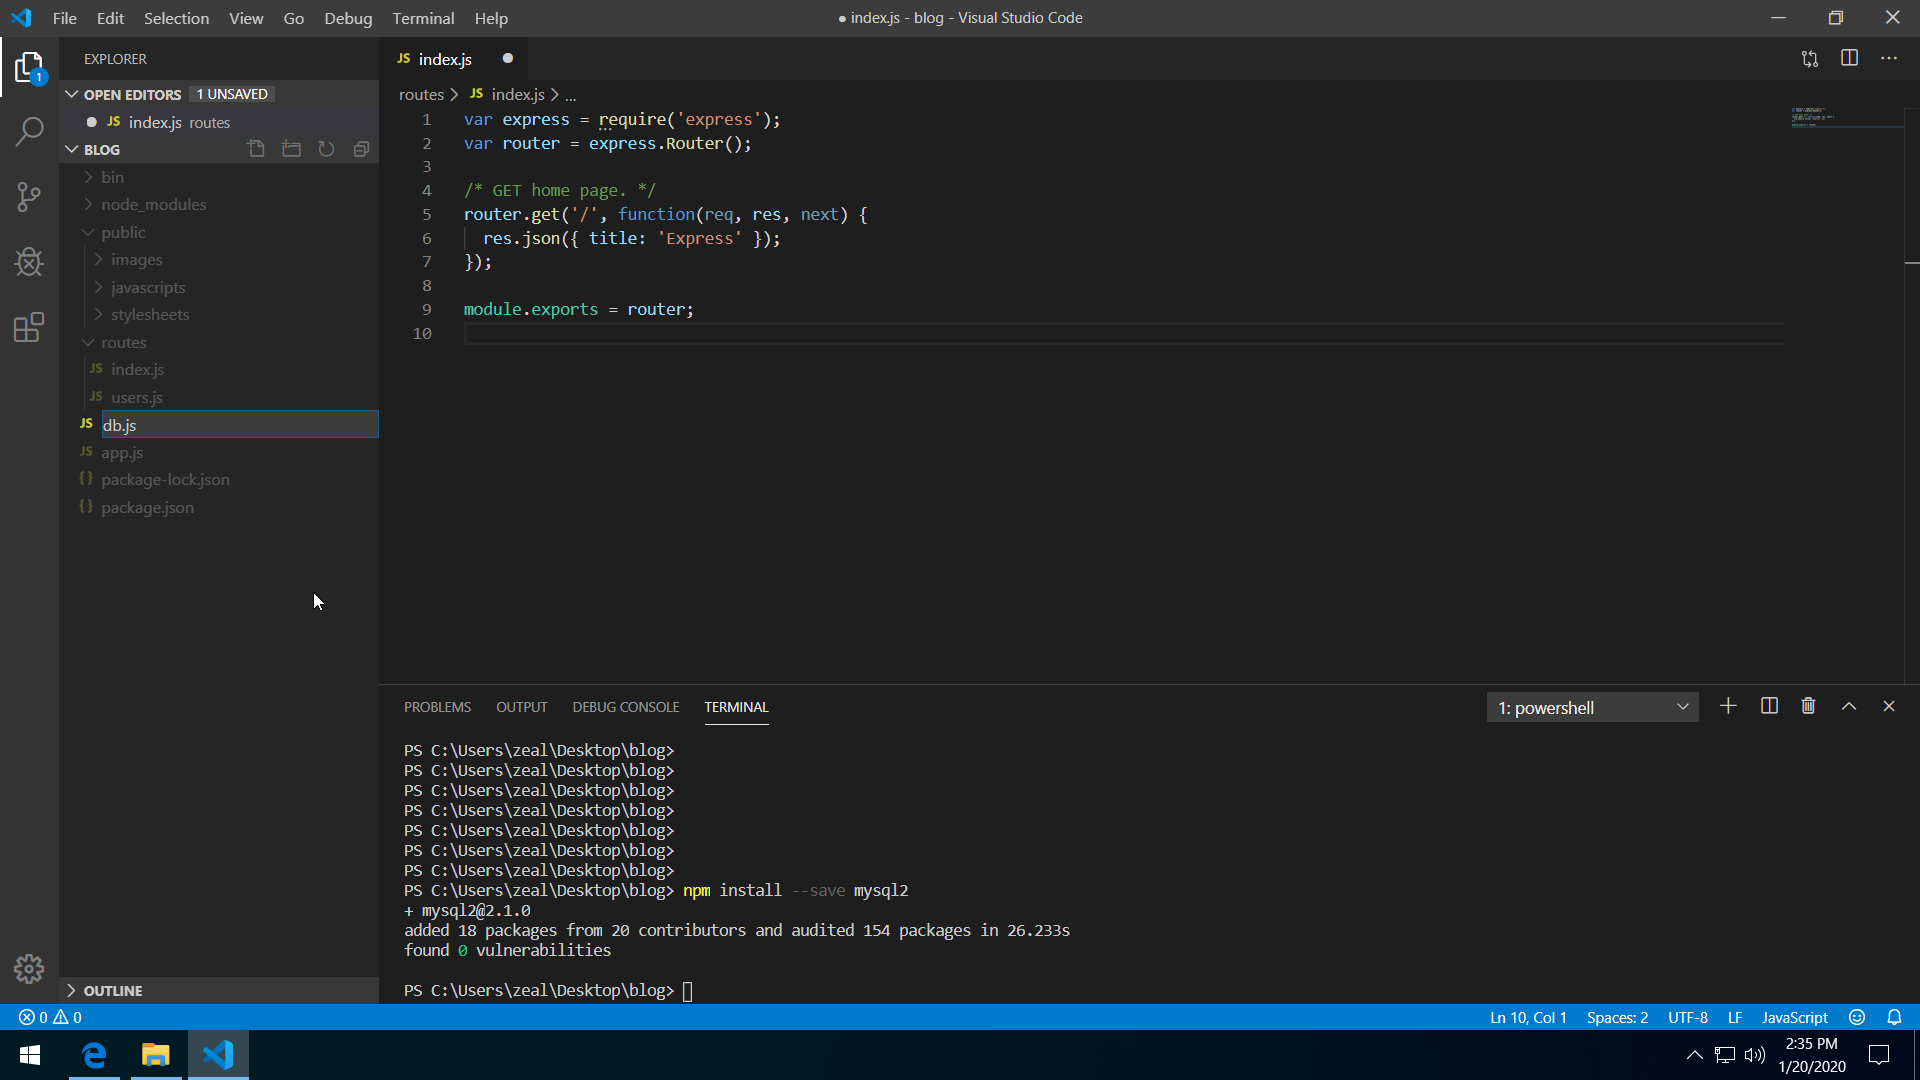 File Edit Selection View Go Debug Terminal Help
● index.js - blog - Visual Studio Code
1
EXPLORER
OPEN EDITORS 1 UNSAVED
JS index.js routes
BLOG
bin
node_modules
public
images
javascripts
stylesheets
routes
JS index.js
JS users.js
JS db.js
JS app.js
{} package-lock.json
{} package.json
OUTLINE
JS index.js
routes > JS index.js > ...
1 var express = require('express');
2 var router = express.Router();
3
4 /* GET home page. */
5 router.get('/', function(req, res, next) {
6 res.json({ title: 'Express' });
7 });
8
9 module.exports = router;
10
PROBLEMS OUTPUT DEBUG CONSOLE TERMINAL
1: powershell
PS C:\Users\zeal\Desktop\blog>
PS C:\Users\zeal\Desktop\blog>
PS C:\Users\zeal\Desktop\blog>
PS C:\Users\zeal\Desktop\blog>
PS C:\Users\zeal\Desktop\blog>
PS C:\Users\zeal\Desktop\blog>
PS C:\Users\zeal\Desktop\blog>
PS C:\Users\zeal\Desktop\blog> npm install --save mysql2
+ mysql2@2.1.0
added 18 packages from 20 contributors and audited 154 packages in 26.233s
found 0 vulnerabilities
PS C:\Users\zeal\Desktop\blog>
0 0
Ln 10, Col 1 Spaces: 2 UTF-8 LF JavaScript
2:35 PM
1/20/2020